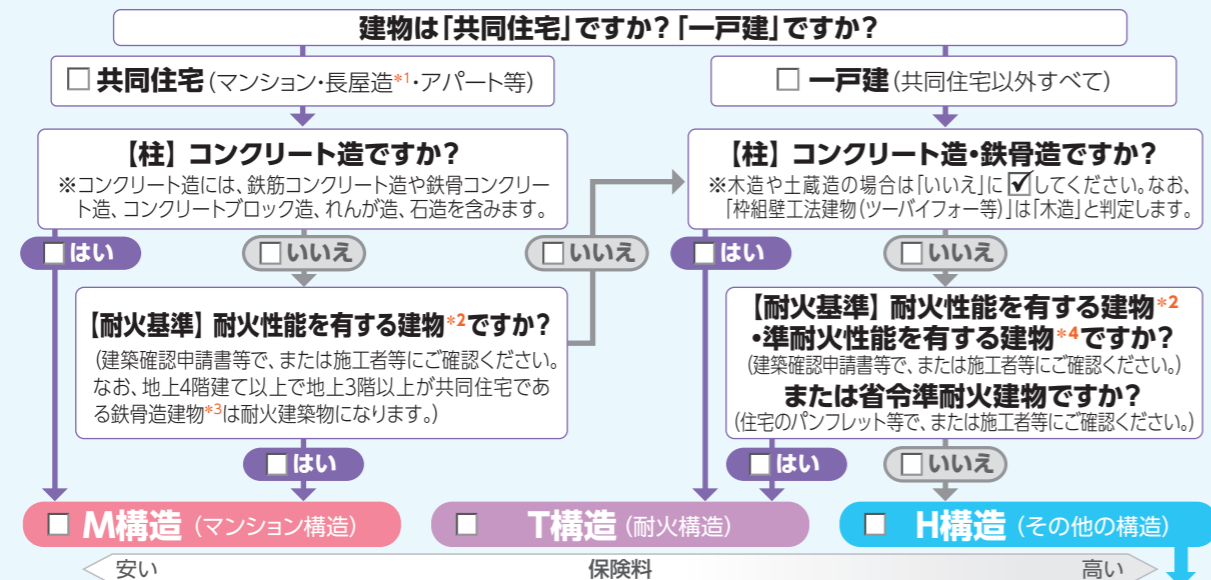 建物は「共同住宅」ですか?「一戸建」ですか?
共同住宅(マンション・長屋造*1・アパート等)
一戸建(共同住宅以外すべて)
【柱】コンクリート造ですか?
※コンクリート造には、鉄筋コンクリート造や鉄骨コンクリー
ト造、コンクリートブロック造、れんが造、石造を含みます。
【柱】コンクリート造・鉄骨造ですか?
※木造や土蔵造の場合は「いいえ」に✓してください。なお、
「枠組壁工法建物(ツーバイフォー等)」は「木造」と判定します。
はい
いいえ
いいえ
はい
いいえ
【耐火基準】耐火性能を有する建物*2ですか?
(建築確認申請書等で、または施工者等にご確認ください。
なお、地上4階建て以上で地上3階以上が共同住宅であ
る鉄骨造建物*3は耐火建築物になります。)
【耐火基準】耐火性能を有する建物*2
・準耐火性能を有する建物*4ですか?
(建築確認申請書等で、または施工者等にご確認ください。)
または省令準耐火建物ですか?
(住宅のパンフレット等で、または施工者等にご確認ください。)
はい
はい
いいえ
M構造(マンション構造)
T構造(耐火構造)
H構造(その他の構造)
安い
保険料
高い